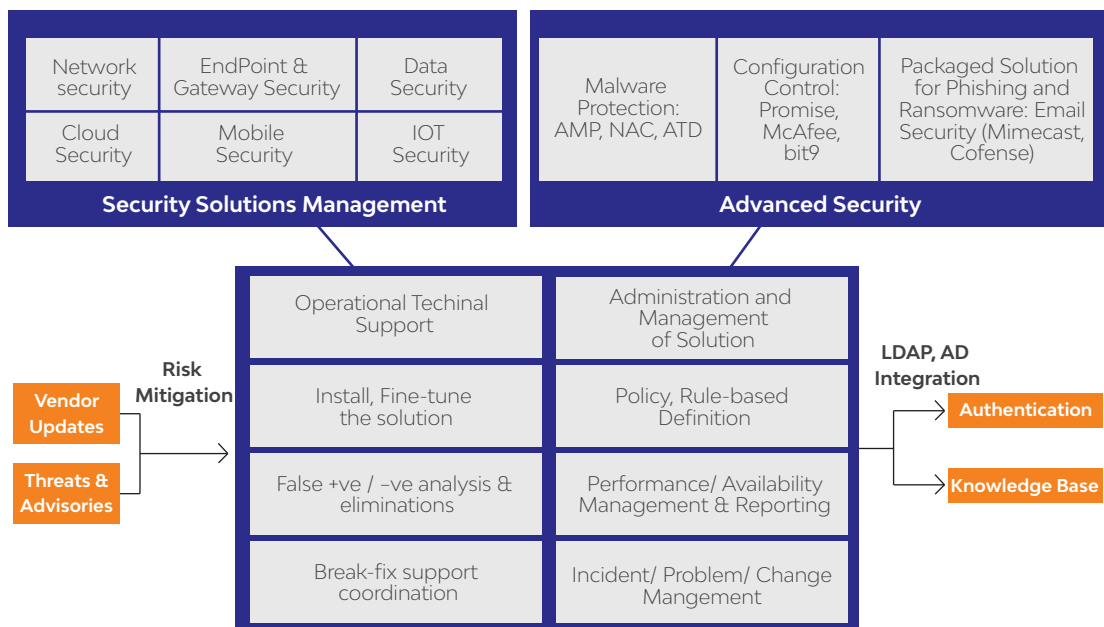 Network
security
EndPoint &
Gateway Security
Data
Security
Cloud
Security
Mobile
Security
IOT
Security
Security Solutions Management
Malware
Protection:
AMP, NAC, ATD
Configuration
Control:
Promise,
McAfee,
bit9
Packaged Solution
for Phishing and
Ransomware: Email
Security (Mimecast,
Cofense)
Advanced Security
Risk
Mitigation
Vendor
Updates
Threats &
Advisories
Operational Techinal
Support
Administration and
Management
of Solution
Install, Fine-tune
the solution
Policy, Rule-based
Definition
False +ve / –ve analysis &
eliminations
Performance/ Availability
Management & Reporting
Break-fix support
coordination
Incident/ Problem/ Change
Mangement
LDAP, AD
Integration
Authentication
Knowledge Base